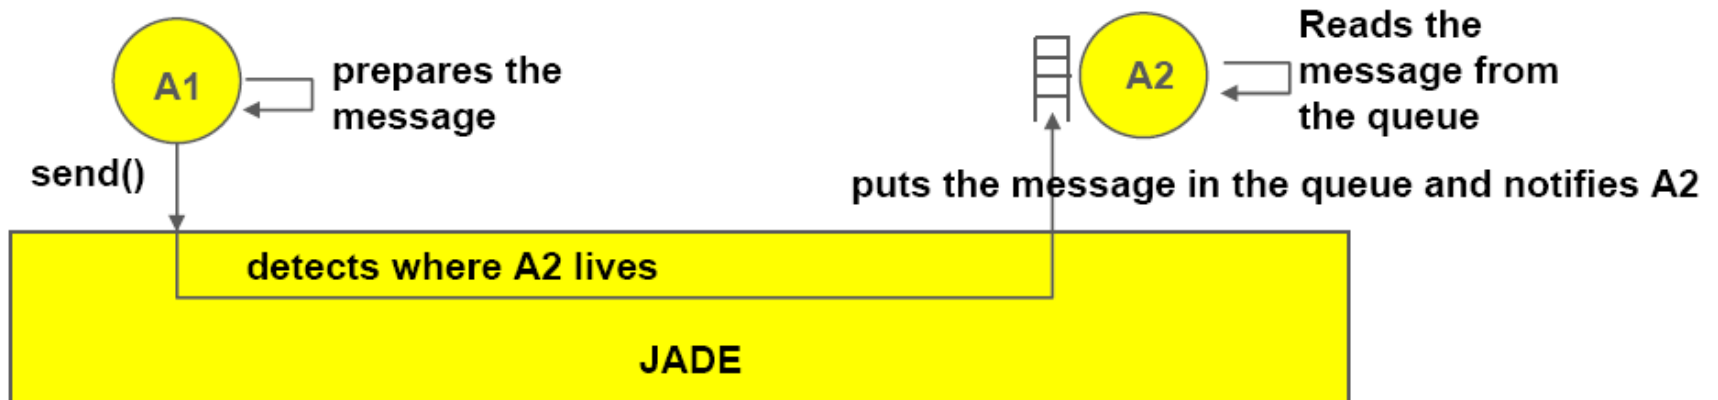 A1
prepares the
message
send()
A2
Reads the
message from
the queue
puts the message in the queue and notifies A2
detects where A2 lives
JADE